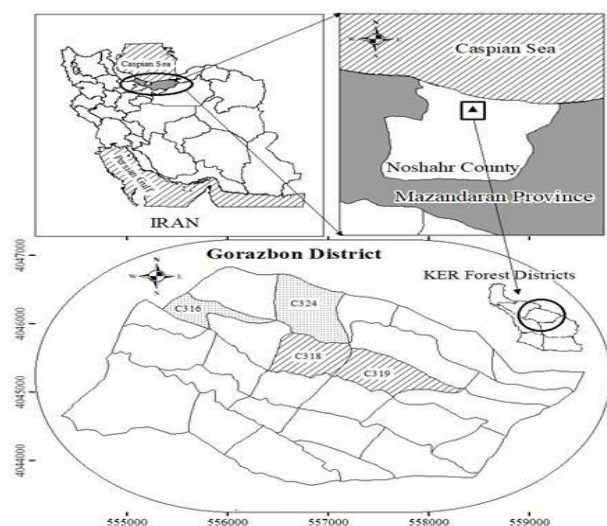 N
Caspian Sea
Persian Gulf
IRAN
N
Caspian Sea
Noshahr County
Mazandaran Province
Gorazbon District
N
W E
S
KER Forest Districts
C316
C324
C318
C319
4047000
4046000
4045000
4044000
555000 556000 557000 558000 559000